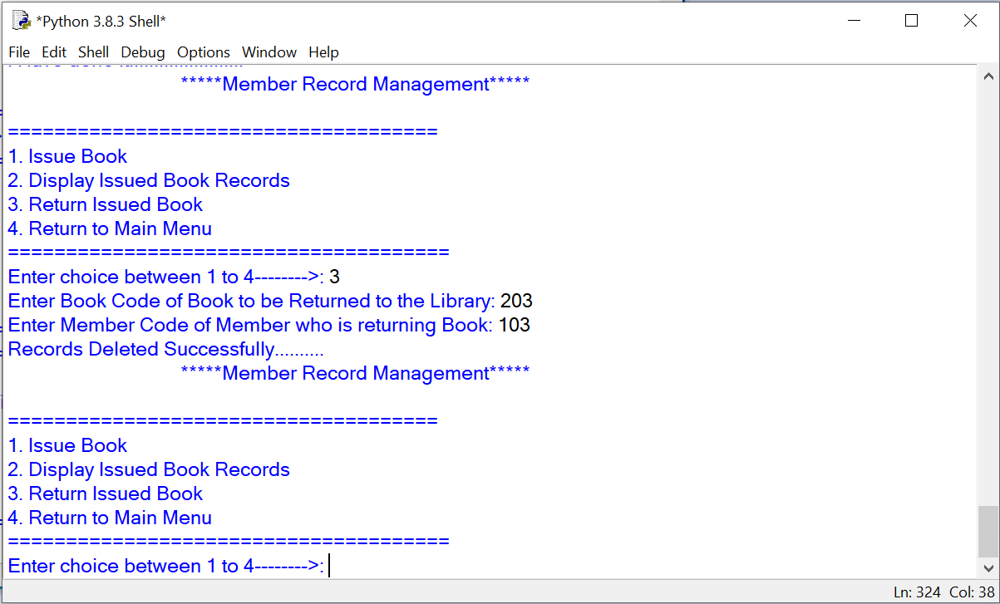 *Python 3.8.3 Shell*
File Edit Shell Debug Options Window Help
*****Member Record Management*****
=====================================
1. Issue Book
2. Display Issued Book Records
3. Return Issued Book
4. Return to Main Menu
======================================
Enter choice between 1 to 4-------->: 3
Enter Book Code of Book to be Returned to the Library: 203
Enter Member Code of Member who is returning Book: 103
Records Deleted Successfully..........
*****Member Record Management*****
=====================================
1. Issue Book
2. Display Issued Book Records
3. Return Issued Book
4. Return to Main Menu
======================================
Enter choice between 1 to 4-------->:
Ln: 324 Col: 38